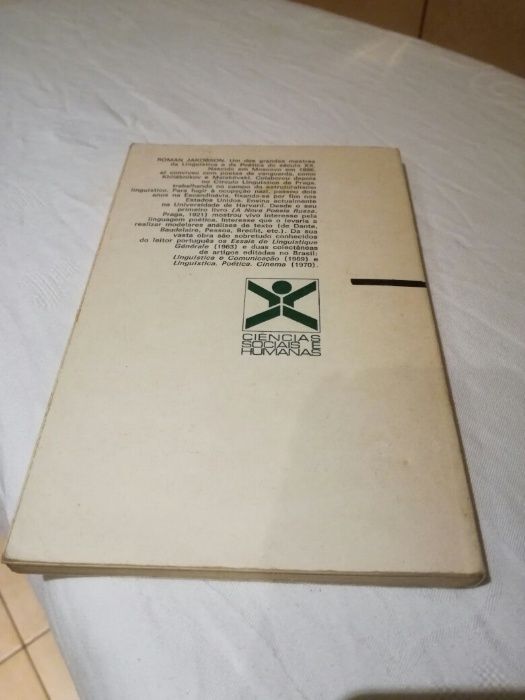 ROMAN JAKOBSON. Um dos grandes mestres
da Linguística e da Poética do século XX.
Nascido em Moscovo em 1896,
aí conviveu com poetas de vanguarda, como
Khliebnikov e Maiakóvski. Colaborou depois
no Círculo Linguístico de Praga,
trabalhando no campo do estruturalismo
linguístico. Para fugir à ocupação nazi, passou dois
anos na Escandinávia, fixando-se por fim nos
Estados Unidos. Ensina actualmente
na Universidade de Harvard. Desde o seu
primeiro livro (A Nova Poesia Russa,
Praga, 1921) mostrou vivo interesse pela
linguagem poética, interesse que o levaria a
realizar modelares análises de texto (de Dante,
Baudelaire, Pessoa, Brecht, etc.). Da sua
vasta obra são sobretudo conhecidos
do leitor português os Essais de Linguistique
Générale (1963) e duas colectâneas
de artigos editadas no Brasil:
Linguística e Comunicação (1969) e
Linguística. Poética. Cinema (1970).
CIÊNCIAS
SOCIAIS E
HUMANAS